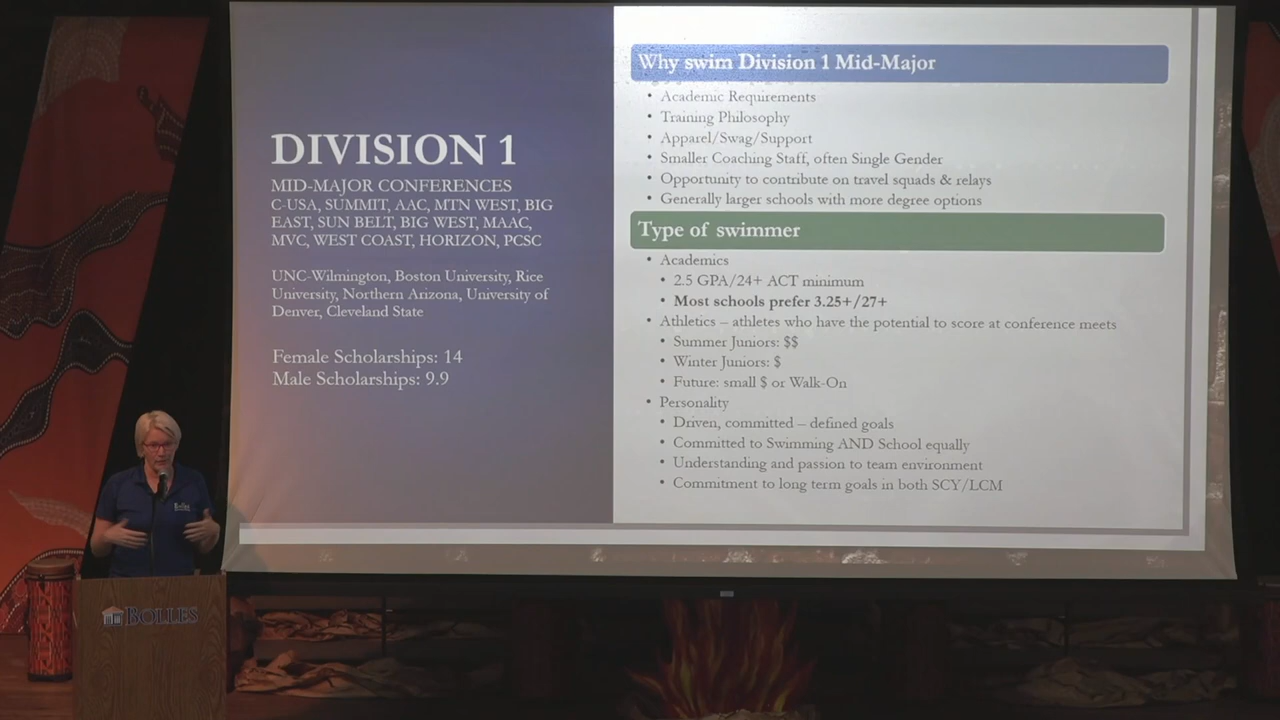 DIVISION 1
MID-MAJOR CONFERENCES
C-USA, SUMMIT, AAC, MTN WEST, BIG
EAST, SUN BELT, BIG WEST, MAAC,
MVC, WEST COAST, HORIZON, PCSC
UNC-Wilmington, Boston University, Rice
University, Northern Arizona, University of
Denver, Cleveland State
Female Scholarships: 14
Male Scholarships: 9.9
Why swim Division 1 Mid-Major
• Academic Requirements
• Training Philosophy
• Apparel/Swag/Support
• Smaller Coaching Staff, often Single Gender
• Opportunity to contribute on travel squads & relays
• Generally larger schools with more degree options
Type of swimmer
• Academics
• 2.5 GPA/24+ ACT minimum
• Most schools prefer 3.25+/27+
• Athletics – athletes who have the potential to score at conference meets
• Summer Juniors: $$
• Winter Juniors: $
• Future: small $ or Walk-On
• Personality
• Driven, committed – defined goals
• Committed to Swimming AND School equally
• Understanding and passion to team environment
• Commitment to long term goals in both SCY/LCM
BOLLES